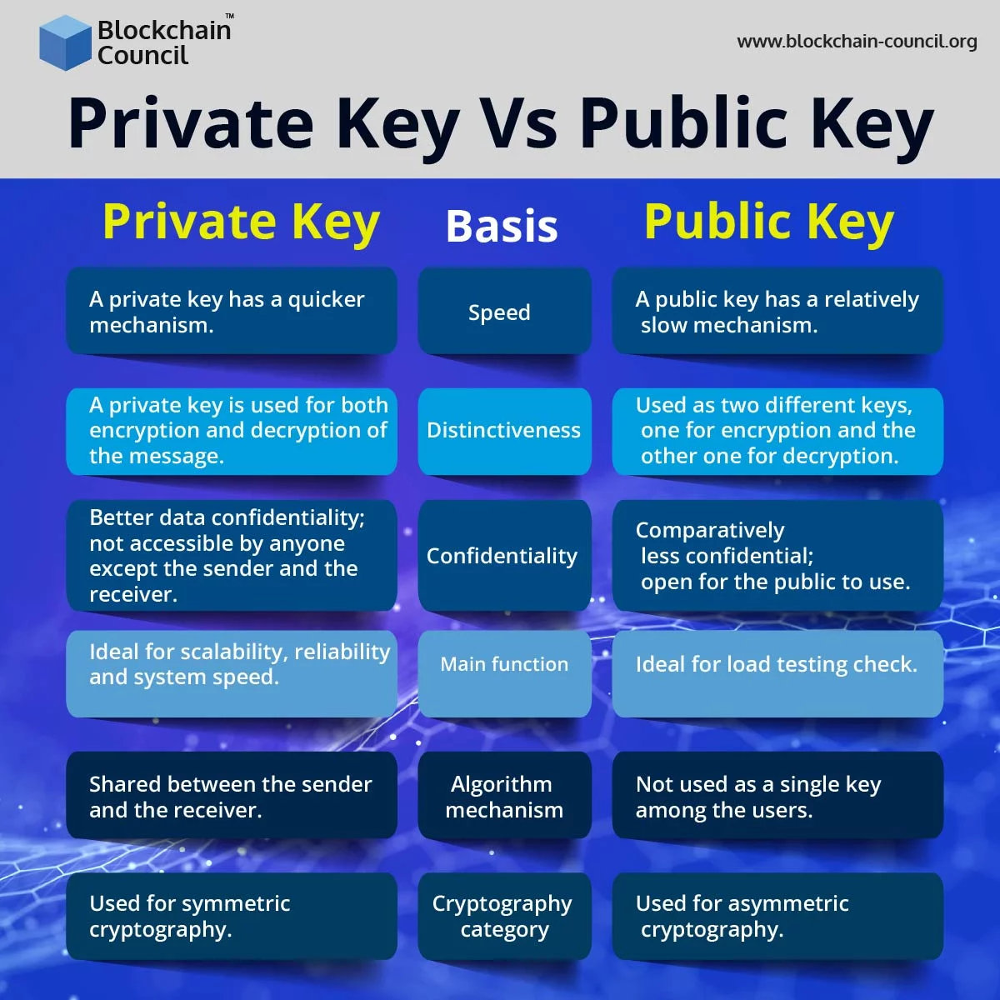 Blockchain™
Council
www.blockchain-council.org
Private Key Vs Public Key
Private Key
Basis
Public Key
A private key has a quicker
mechanism.
Speed
A public key has a relatively
slow mechanism.
A private key is used for both
encryption and decryption of
the message.
Distinctiveness
Used as two different keys,
one for encryption and the
other one for decryption.
Better data confidentiality;
not accessible by anyone
except the sender and the
receiver.
Confidentiality
Comparatively
less confidential;
open for the public to use.
Ideal for scalability, reliability
and system speed.
Main function
Ideal for load testing check.
Shared between the sender
and the receiver.
Algorithm
mechanism
Not used as a single key
among the users.
Used for symmetric
cryptography.
Cryptography
category
Used for asymmetric
cryptography.